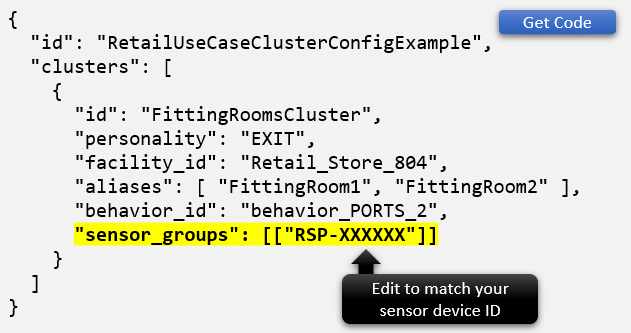 {
Get Code
"id": "RetailUseCaseClusterConfigExample",
"clusters": [
{
"id": "FittingRoomsCluster",
"personality": "EXIT",
"facility_id": "Retail_Store_804",
"aliases": [ "FittingRoom1", "FittingRoom2" ],
"behavior_id": "behavior_PORTS_2",
"sensor_groups": [["RSP-XXXXXX"]]
}
]
}
Edit to match your
sensor device ID